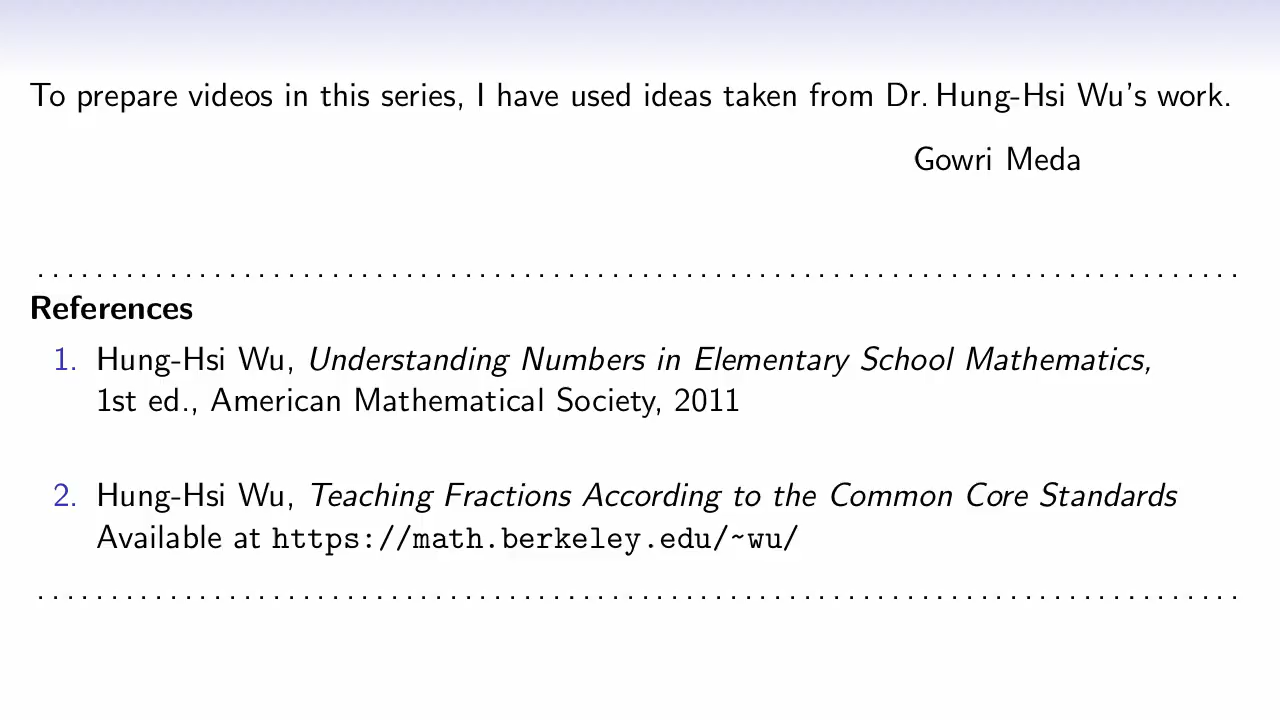 To prepare videos in this series, I have used ideas taken from Dr. Hung-Hsi Wu's work.
Gowri Meda
References
1. Hung-Hsi Wu, Understanding Numbers in Elementary School Mathematics,
1st ed., American Mathematical Society, 2011
2. Hung-Hsi Wu, Teaching Fractions According to the Common Core Standards
Available at https://math.berkeley.edu/~wu/